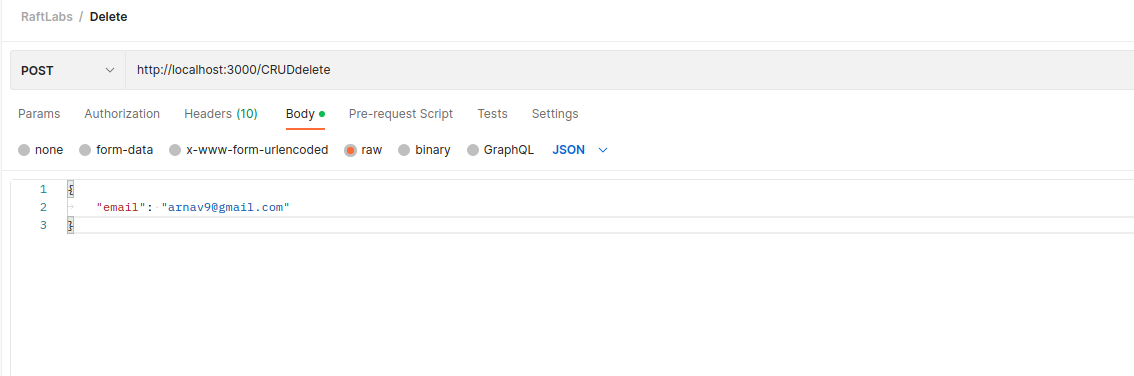 RaftLabs / Delete
POST http://localhost:3000/CRUDdelete
Params Authorization Headers (10) Body Pre-request Script Tests Settings
none form-data x-www-form-urlencoded raw binary GraphQL JSON
1 {
2 "email": "arnav9@gmail.com"
3 }